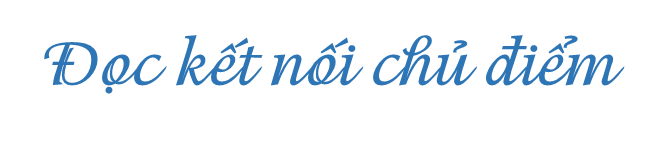 Đọc kết nối chủ điểm